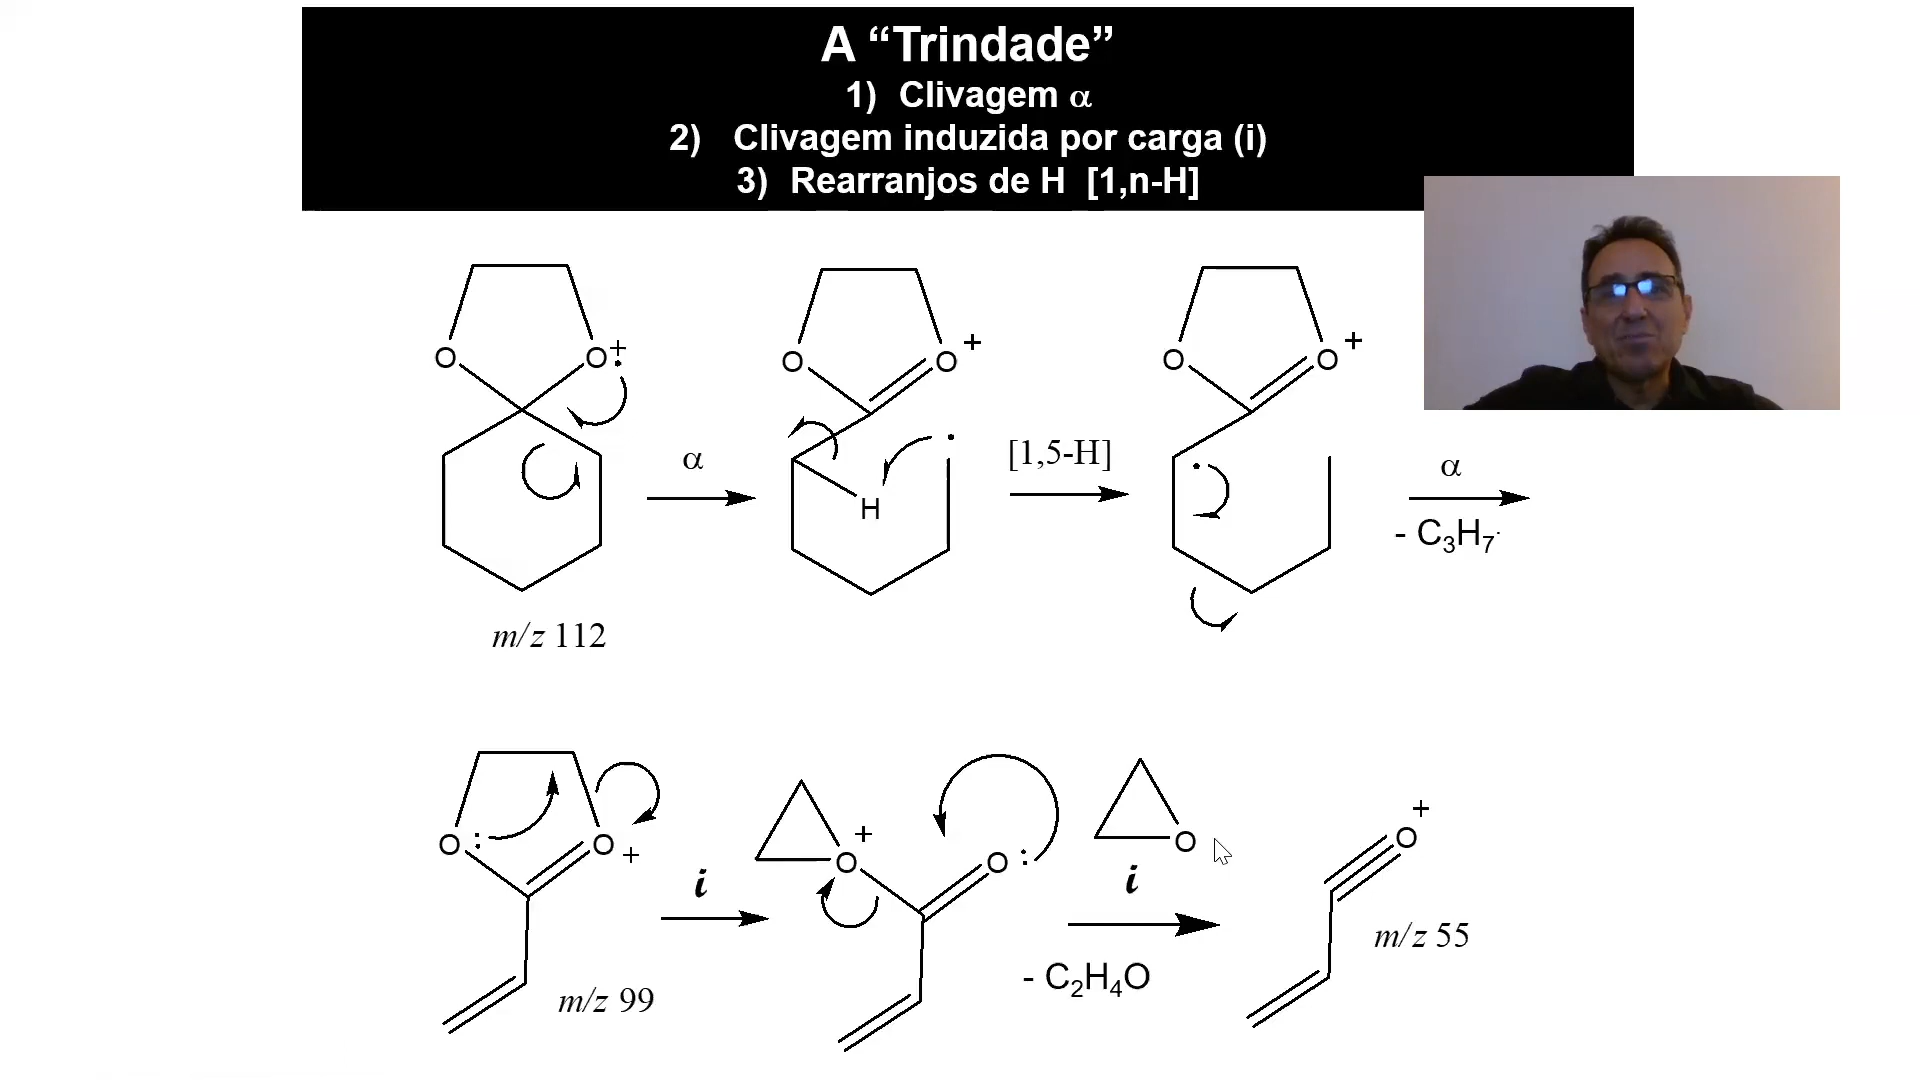 A “Trindade”
1) Clivagem α
2) Clivagem induzida por carga (i)
3) Rearranjos de H [1,n-H]
O O +•
O O +
H
O O +
α
[1,5-H]
α
- C₃H₇·
m/z 112
O : O +
m/z 99
i
O + O :
O
i
- C₂H₄O
O +
m/z 55